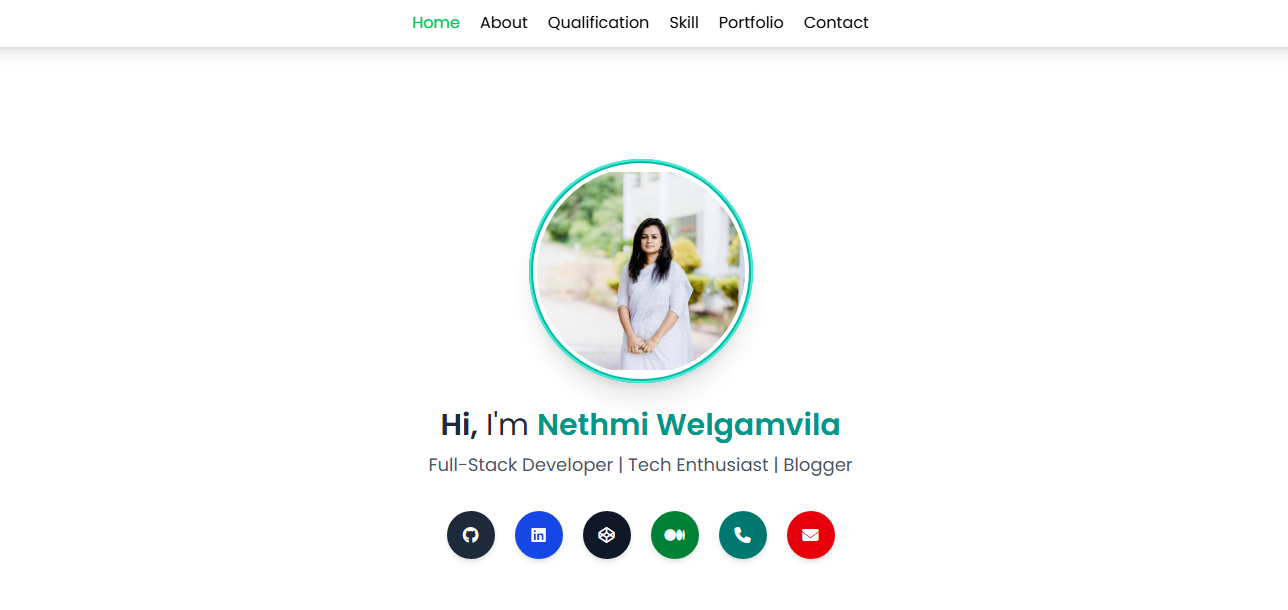 Home About Qualification Skill Portfolio Contact
Hi, I'm Nethmi Welgamvila
Full-Stack Developer | Tech Enthusiast | Blogger